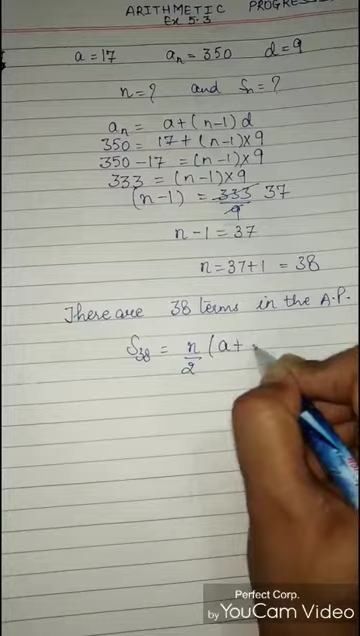 ARITHMETIC PROGRES
Ex 5.3
a = 17 an = 350 d = 9
n = ? and Sn = ?
an = a + (n-1) d
350 = 17 + (n-1) × 9
350 - 17 = (n-1) × 9
333 = (n-1) × 9
(n-1) = 333/9 37
n - 1 = 37
n = 37 + 1 = 38
There are 38 terms in the A.P.
S38 = n/2 (a +
Perfect Corp.
by YouCam Video